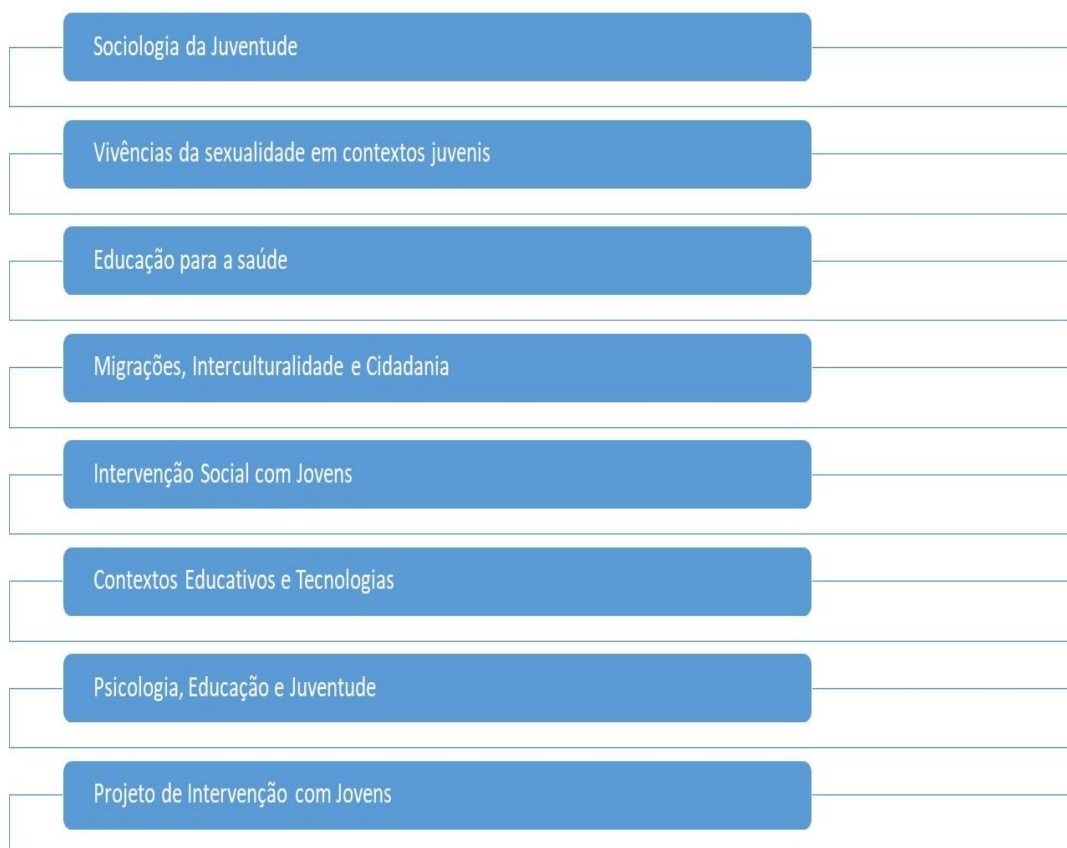 Sociologia da Juventude
Vivências da sexualidade em contextos juvenis
Educação para a saúde
Migrações, Interculturalidade e Cidadania
Intervenção Social com Jovens
Contextos Educativos e Tecnologias
Psicologia, Educação e Juventude
Projeto de Intervenção com Jovens